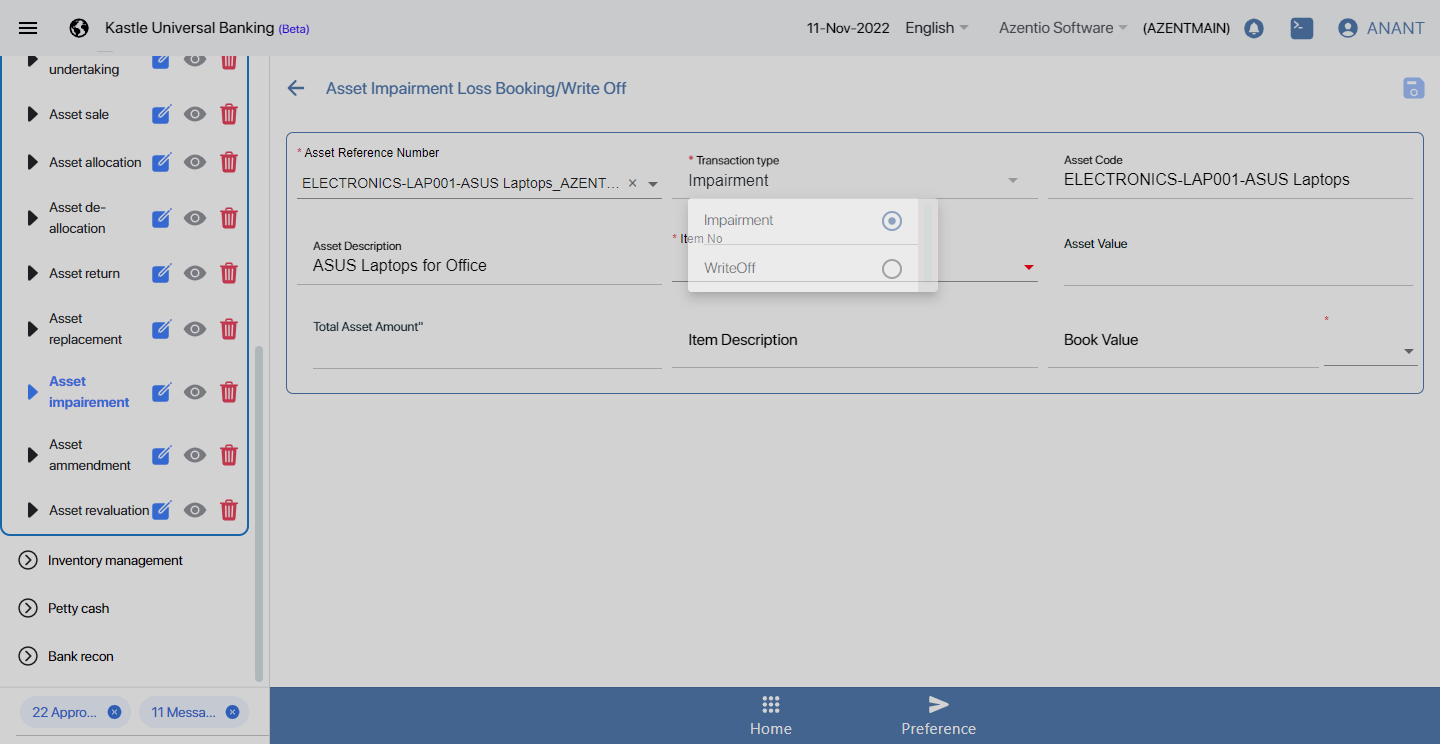 Kastle Universal Banking (Beta)
11-Nov-2022 English Azentio Software (AZENTMAIN) ANANT
undertaking
Asset sale
Asset allocation
Asset de-
allocation
Asset return
Asset
replacement
Asset
impairement
Asset
ammendment
Asset revaluation
Inventory management
Petty cash
Bank recon
22 Appro...
11 Messa...
Asset Impairment Loss Booking/Write Off
* Asset Reference Number
ELECTRONICS-LAP001-ASUS Laptops_AZENT...
* Transaction type
Impairment
Asset Code
ELECTRONICS-LAP001-ASUS Laptops
Impairment
WriteOff
Asset Description
ASUS Laptops for Office
* Item No
Asset Value
Total Asset Amount"
Item Description
Book Value
*
Home
Preference